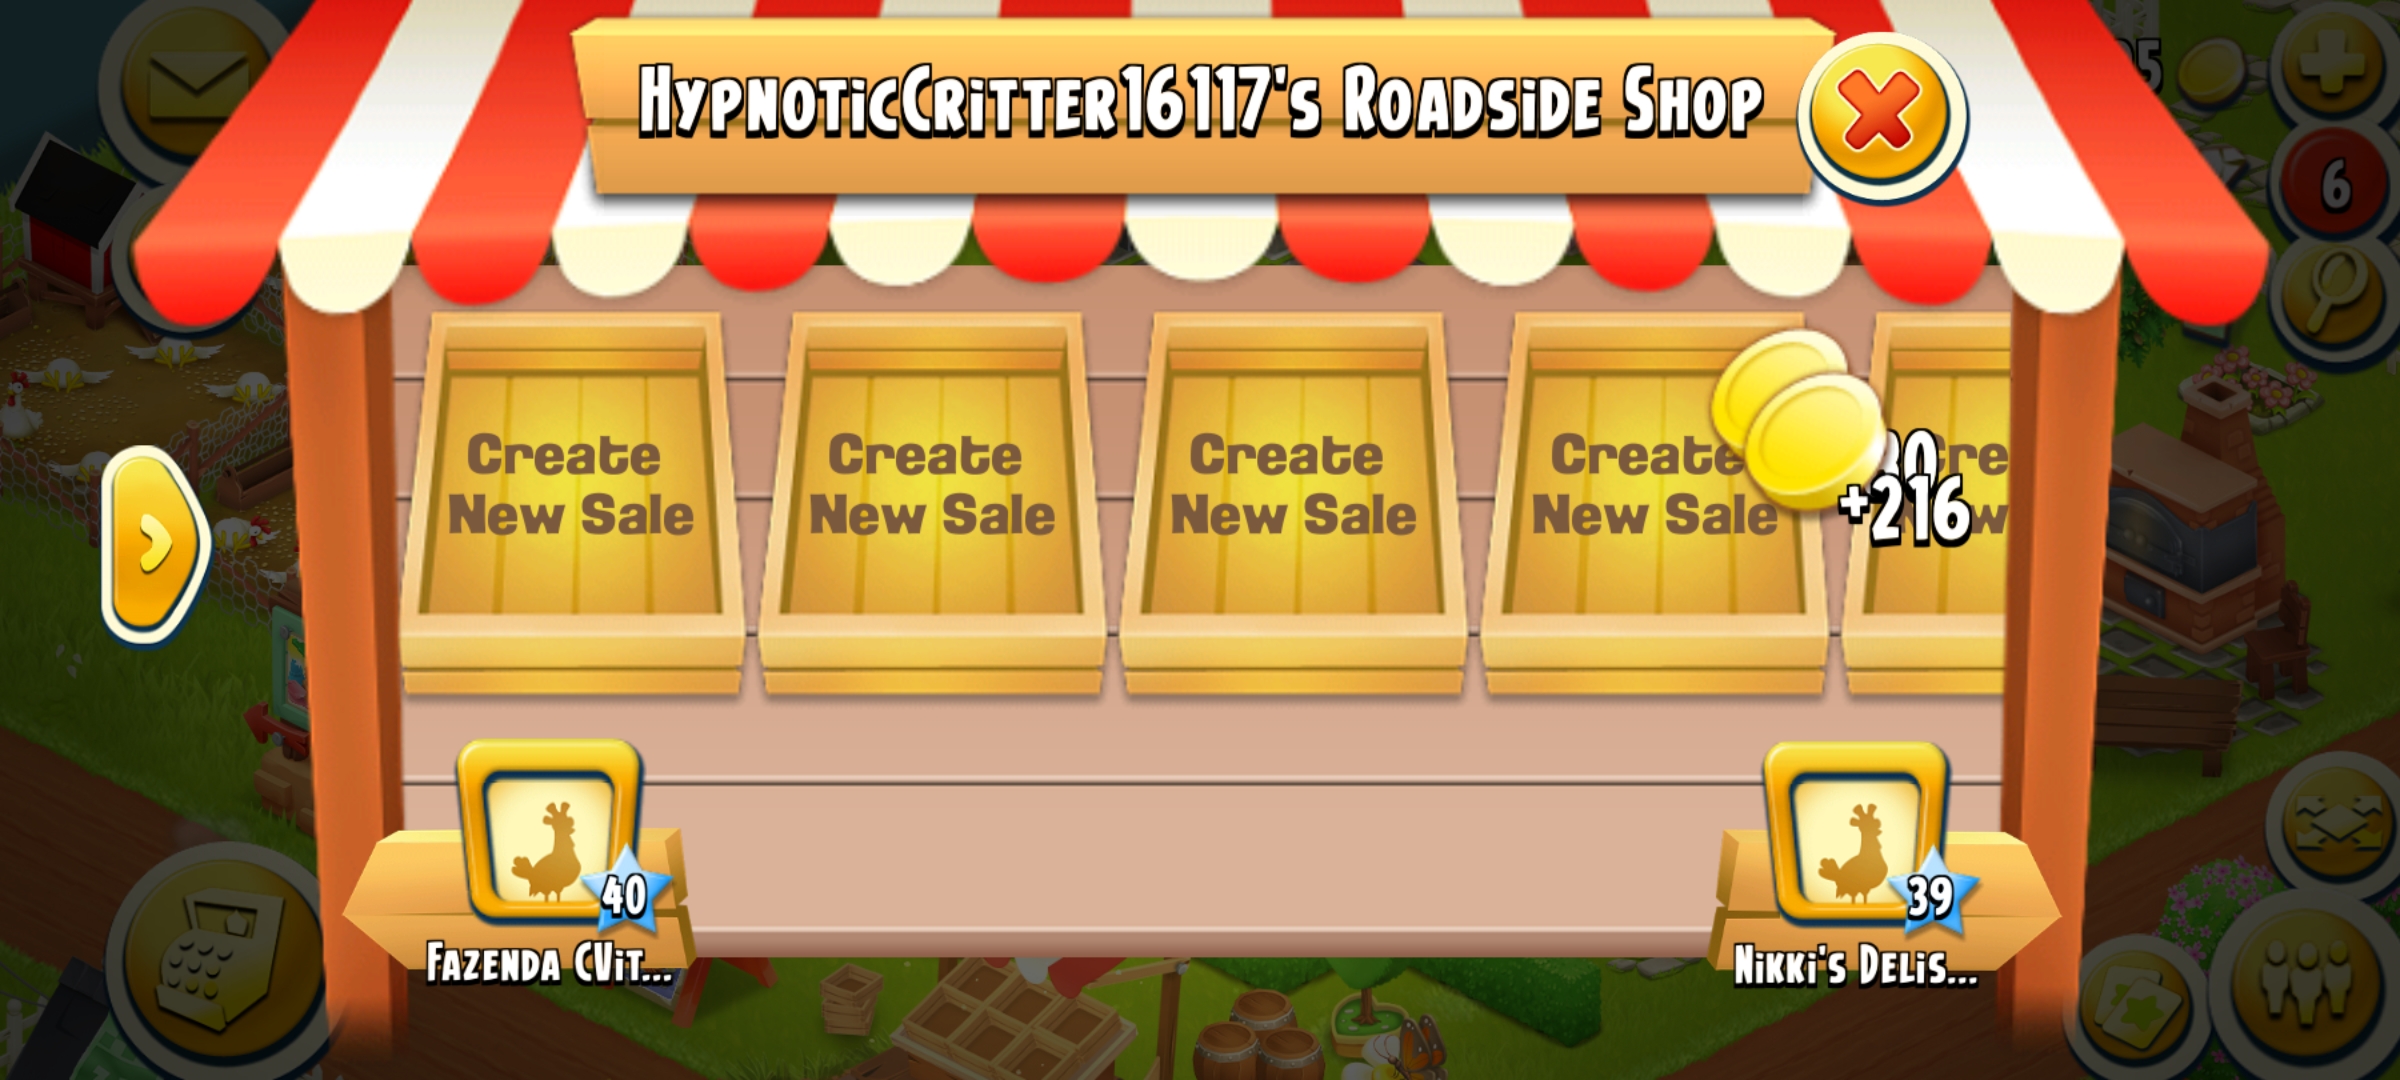 HypnoticCritter16117's Roadside Shop
5
6
Create
New Sale
Create
New Sale
Create
New Sale
Create
New Sale
+216
40
Fazenda CVit...
39
Nikki's Delis...